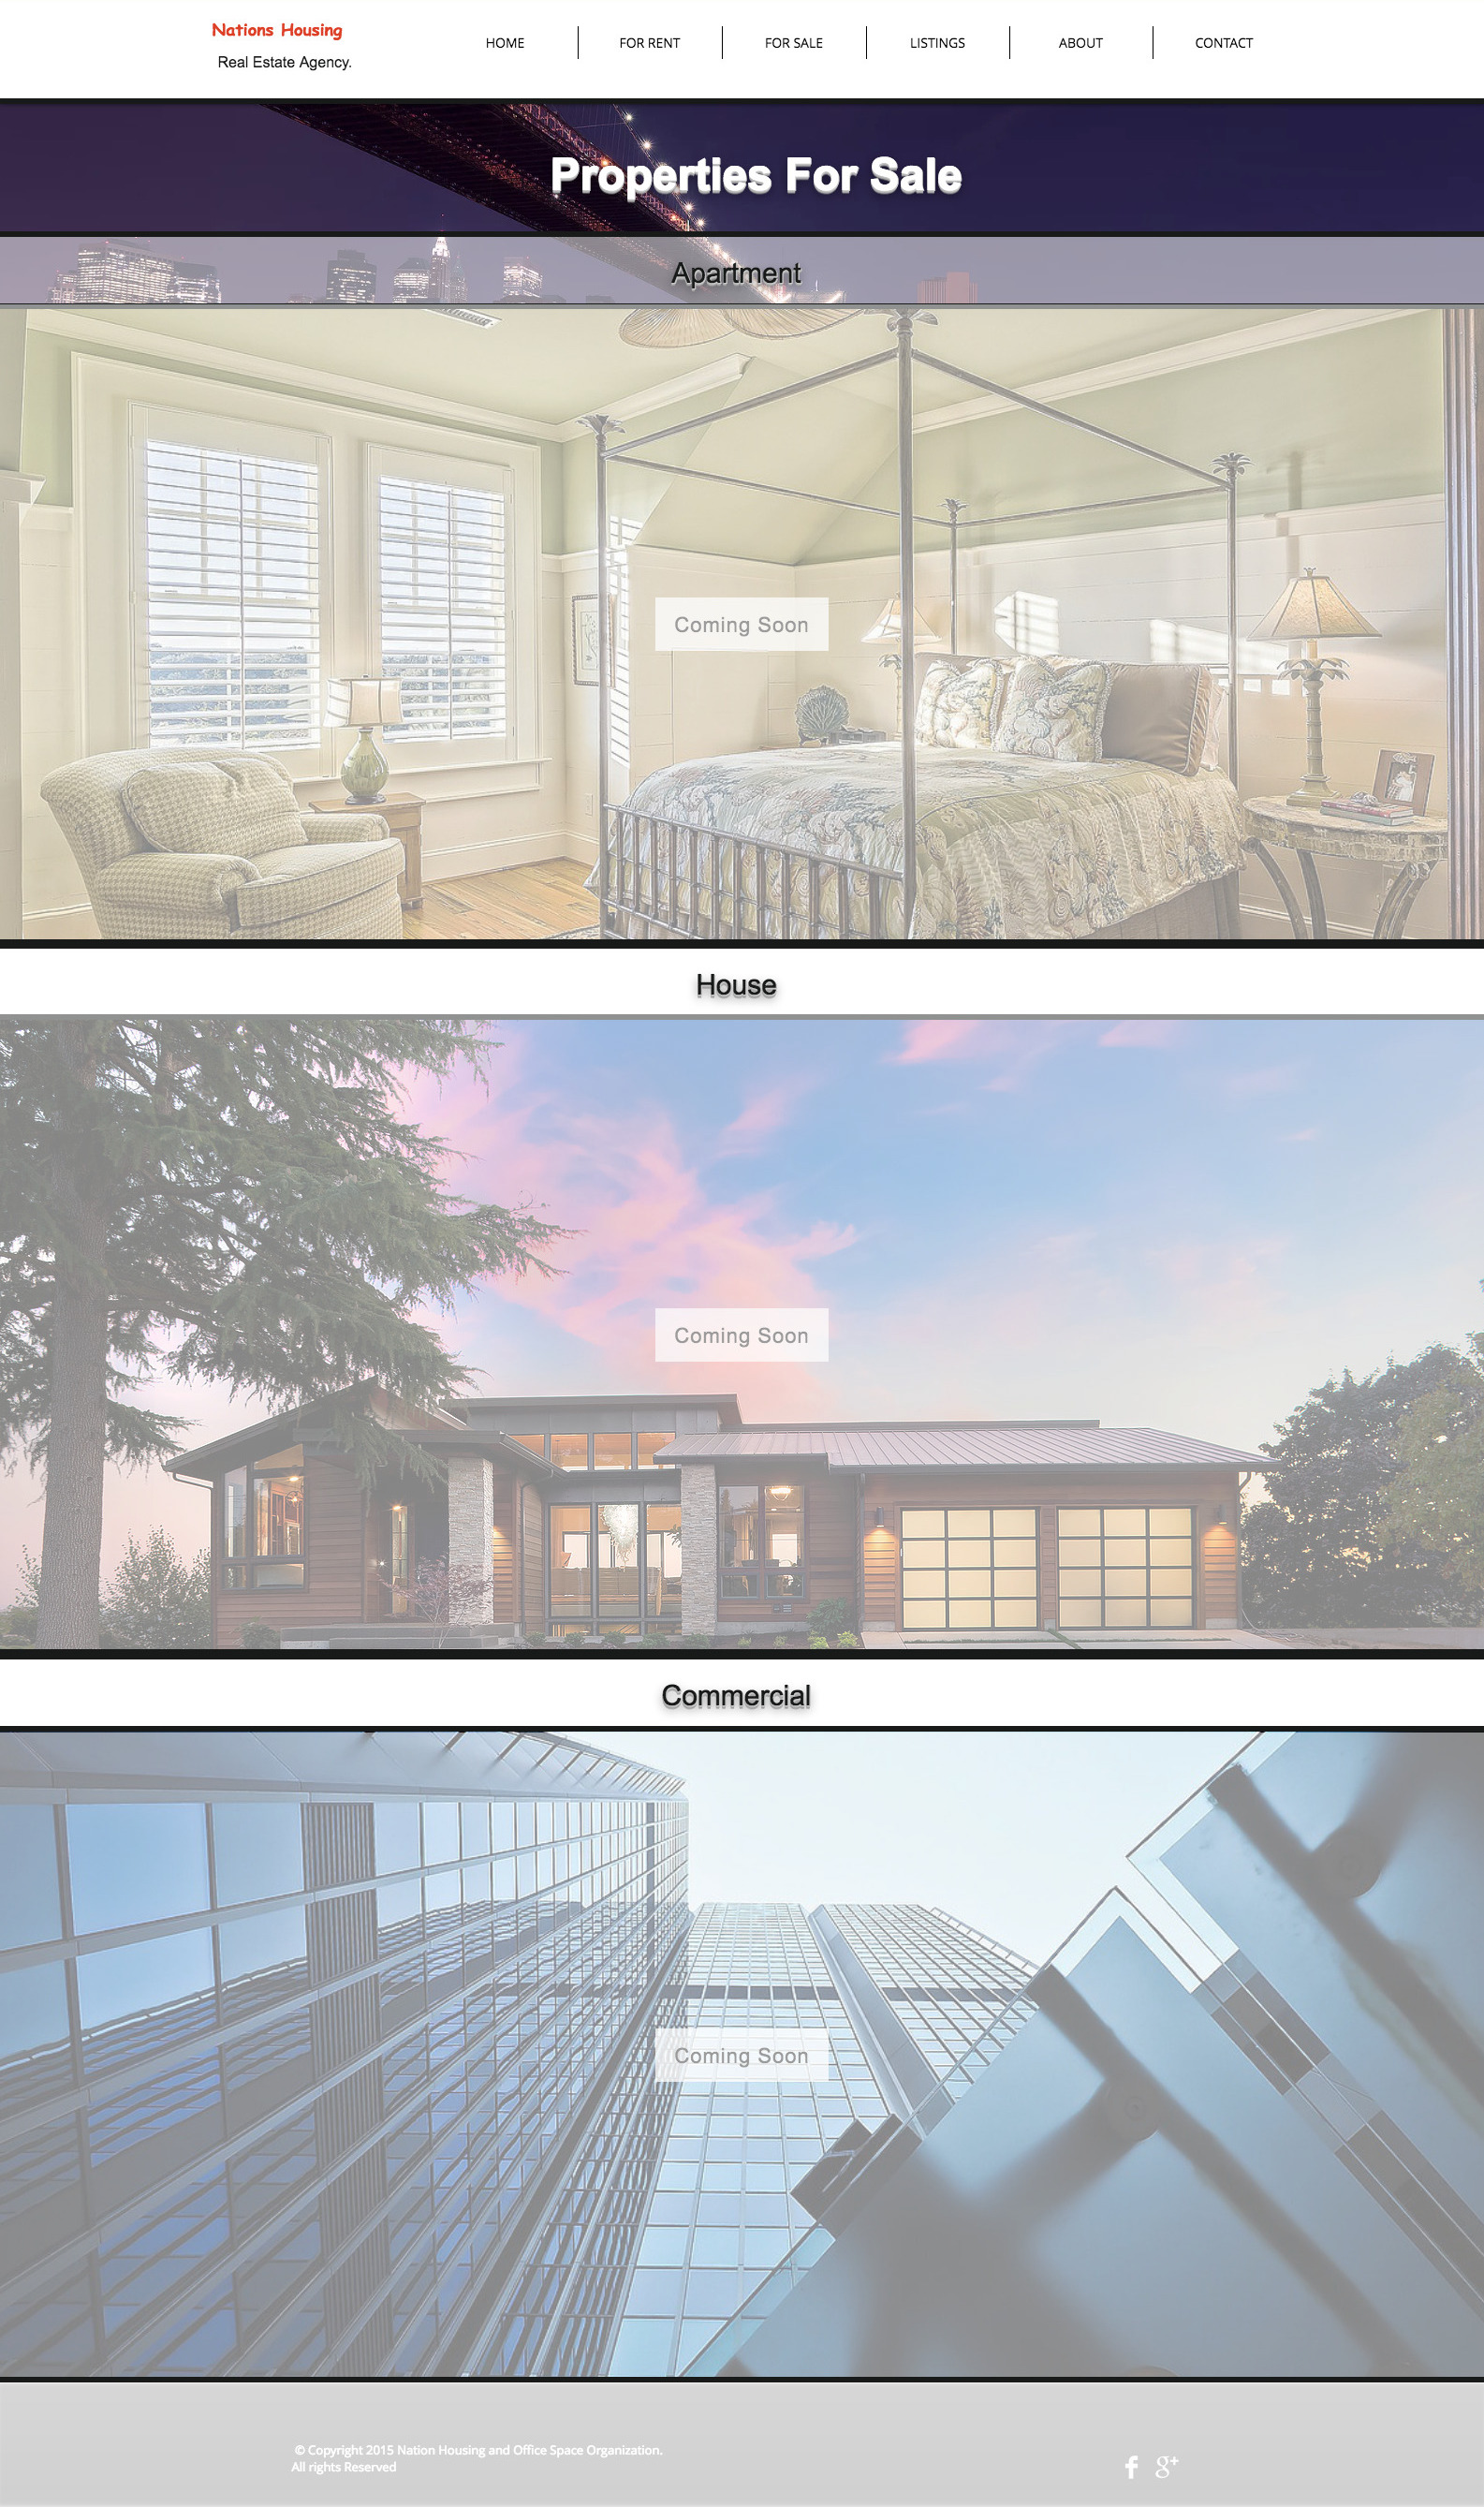 Nations Housing
Real Estate Agency.
HOME
FOR RENT
FOR SALE
LISTINGS
ABOUT
CONTACT
Properties For Sale
Apartment
Coming Soon
House
Coming Soon
Commercial
Coming Soon
© Copyright 2015 Nation Housing and Office Space Organization.
All rights Reserved